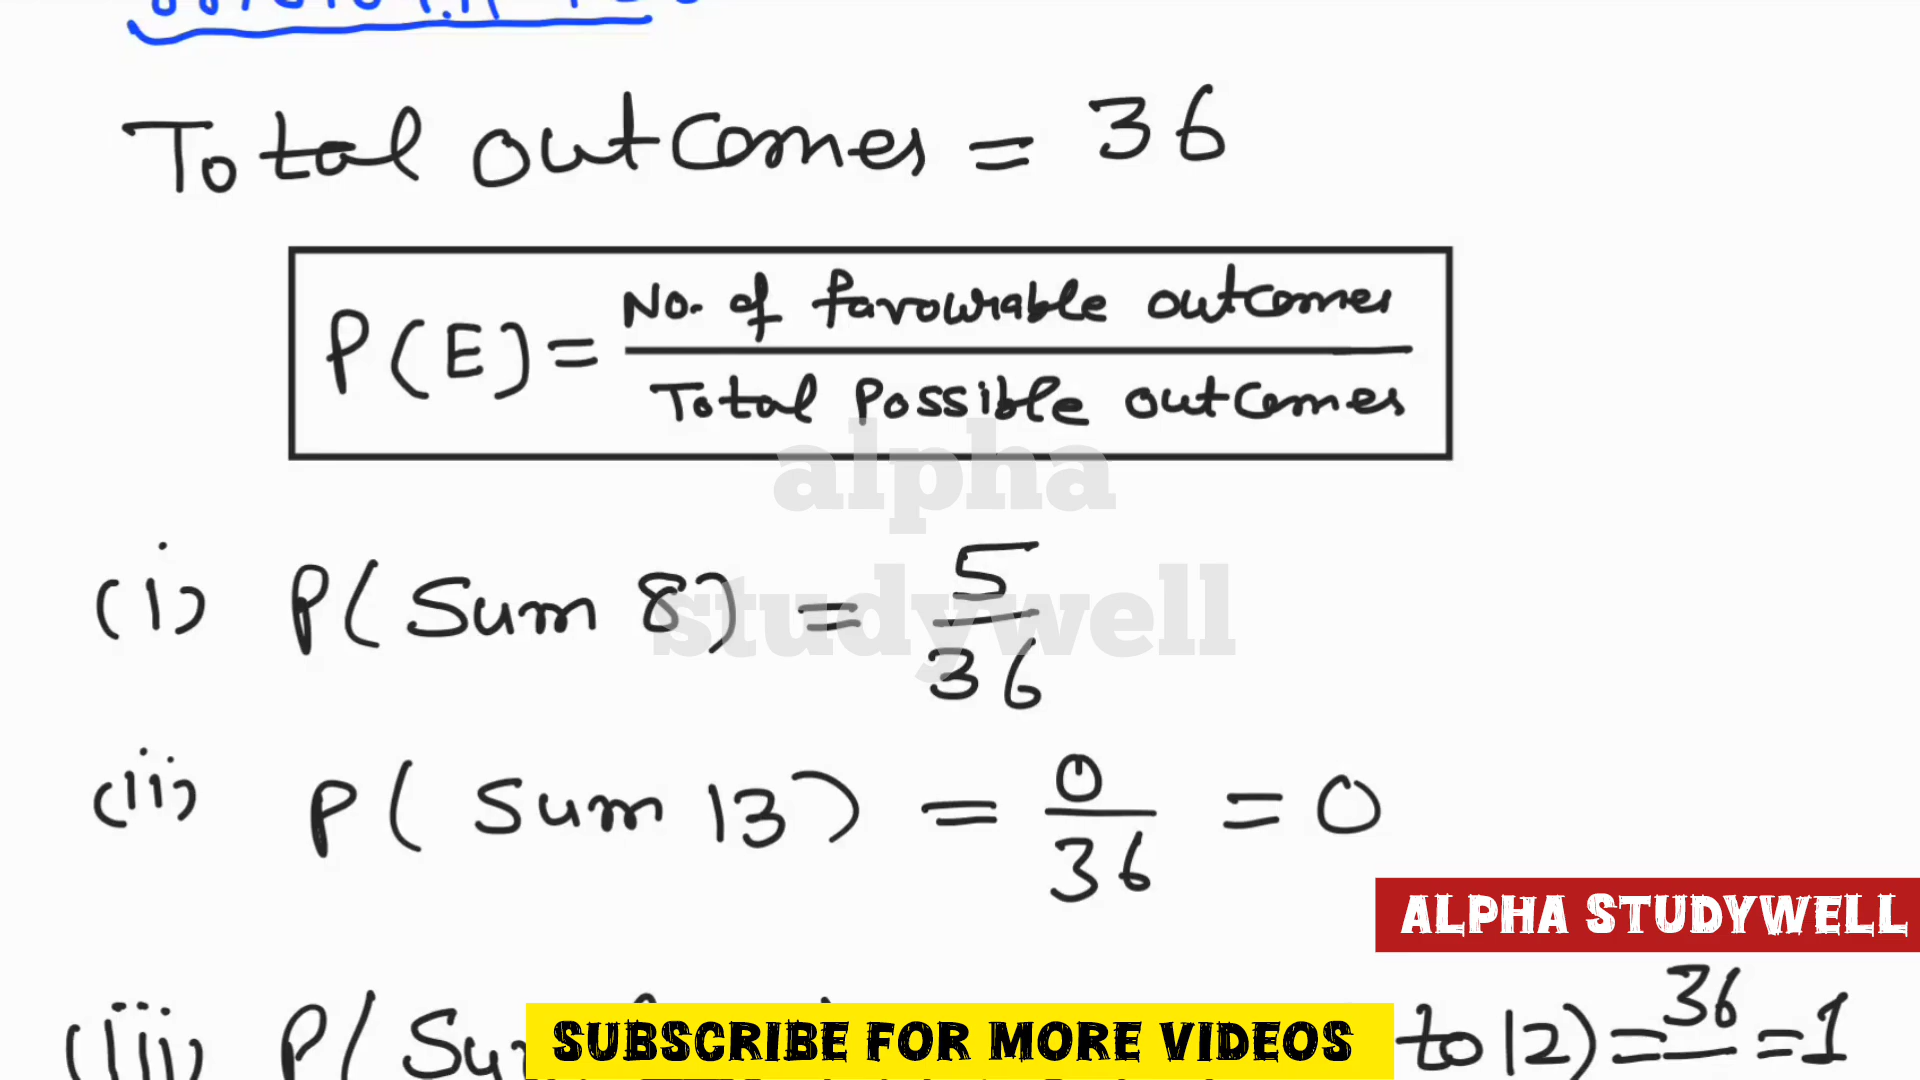 Total outcomes = 36
P(E) = No. of favourable outcomes / Total possible outcomes
alpha
studywell
(i) P(Sum 8) = 5/36
(ii) P( Sum 13) = 0/36 = 0
ALPHA STUDYWELL
(iii) P( to 12) = 36 = 1
SUBSCRIBE FOR MORE VIDEOS